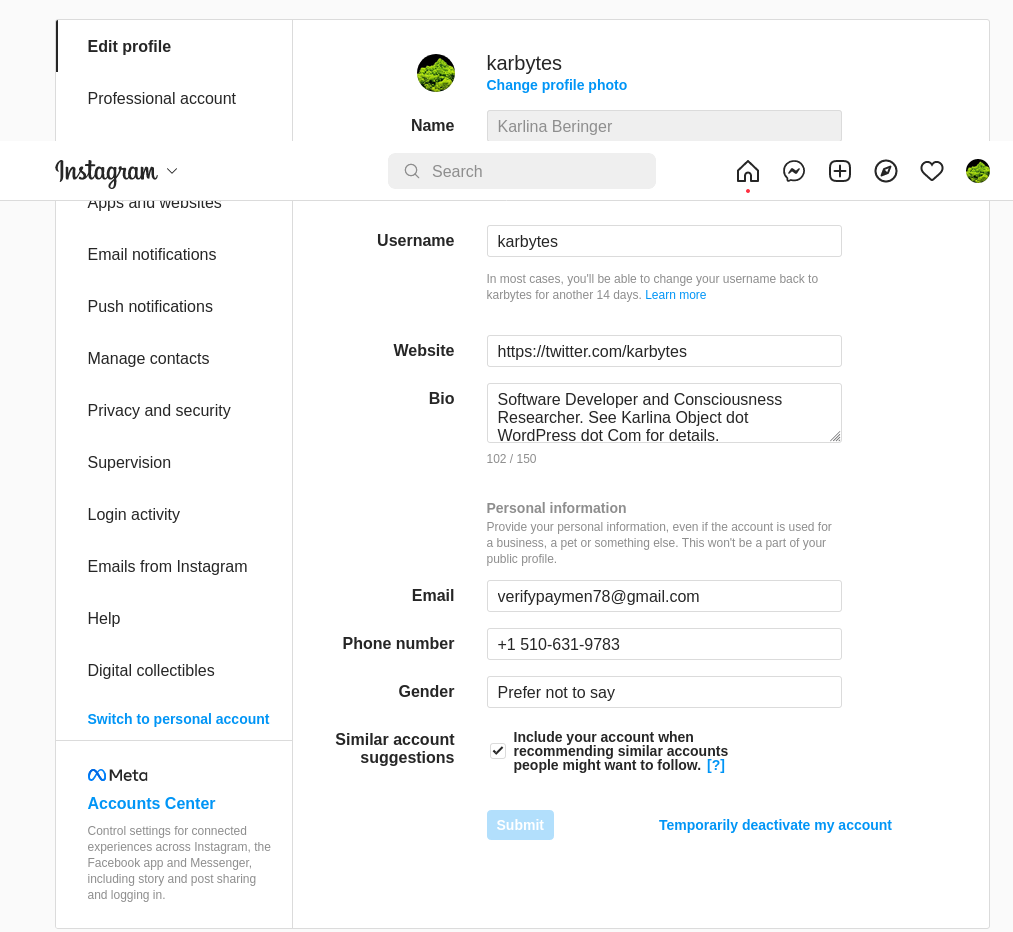 Edit profile
Professional account
karbytes
Change profile photo
Name
Karlina Beringer
Instagram
Search
Apps and websites
Email notifications
Push notifications
Manage contacts
Privacy and security
Supervision
Login activity
Emails from Instagram
Help
Digital collectibles
Switch to personal account
Meta
Accounts Center
Control settings for connected
experiences across Instagram, the
Facebook app and Messenger,
including story and post sharing
and logging in.
Username
karbytes
In most cases, you'll be able to change your username back to
karbytes for another 14 days. Learn more
Website
https://twitter.com/karbytes
Bio
Software Developer and Consciousness
Researcher. See Karlina Object dot
WordPress dot Com for details.
102 / 150
Personal information
Provide your personal information, even if the account is used for
a business, a pet or something else. This won't be a part of your
public profile.
Email
verifypaymen78@gmail.com
Phone number
+1 510-631-9783
Gender
Prefer not to say
Similar account
suggestions
Include your account when
recommending similar accounts
people might want to follow. [?]
Submit
Temporarily deactivate my account